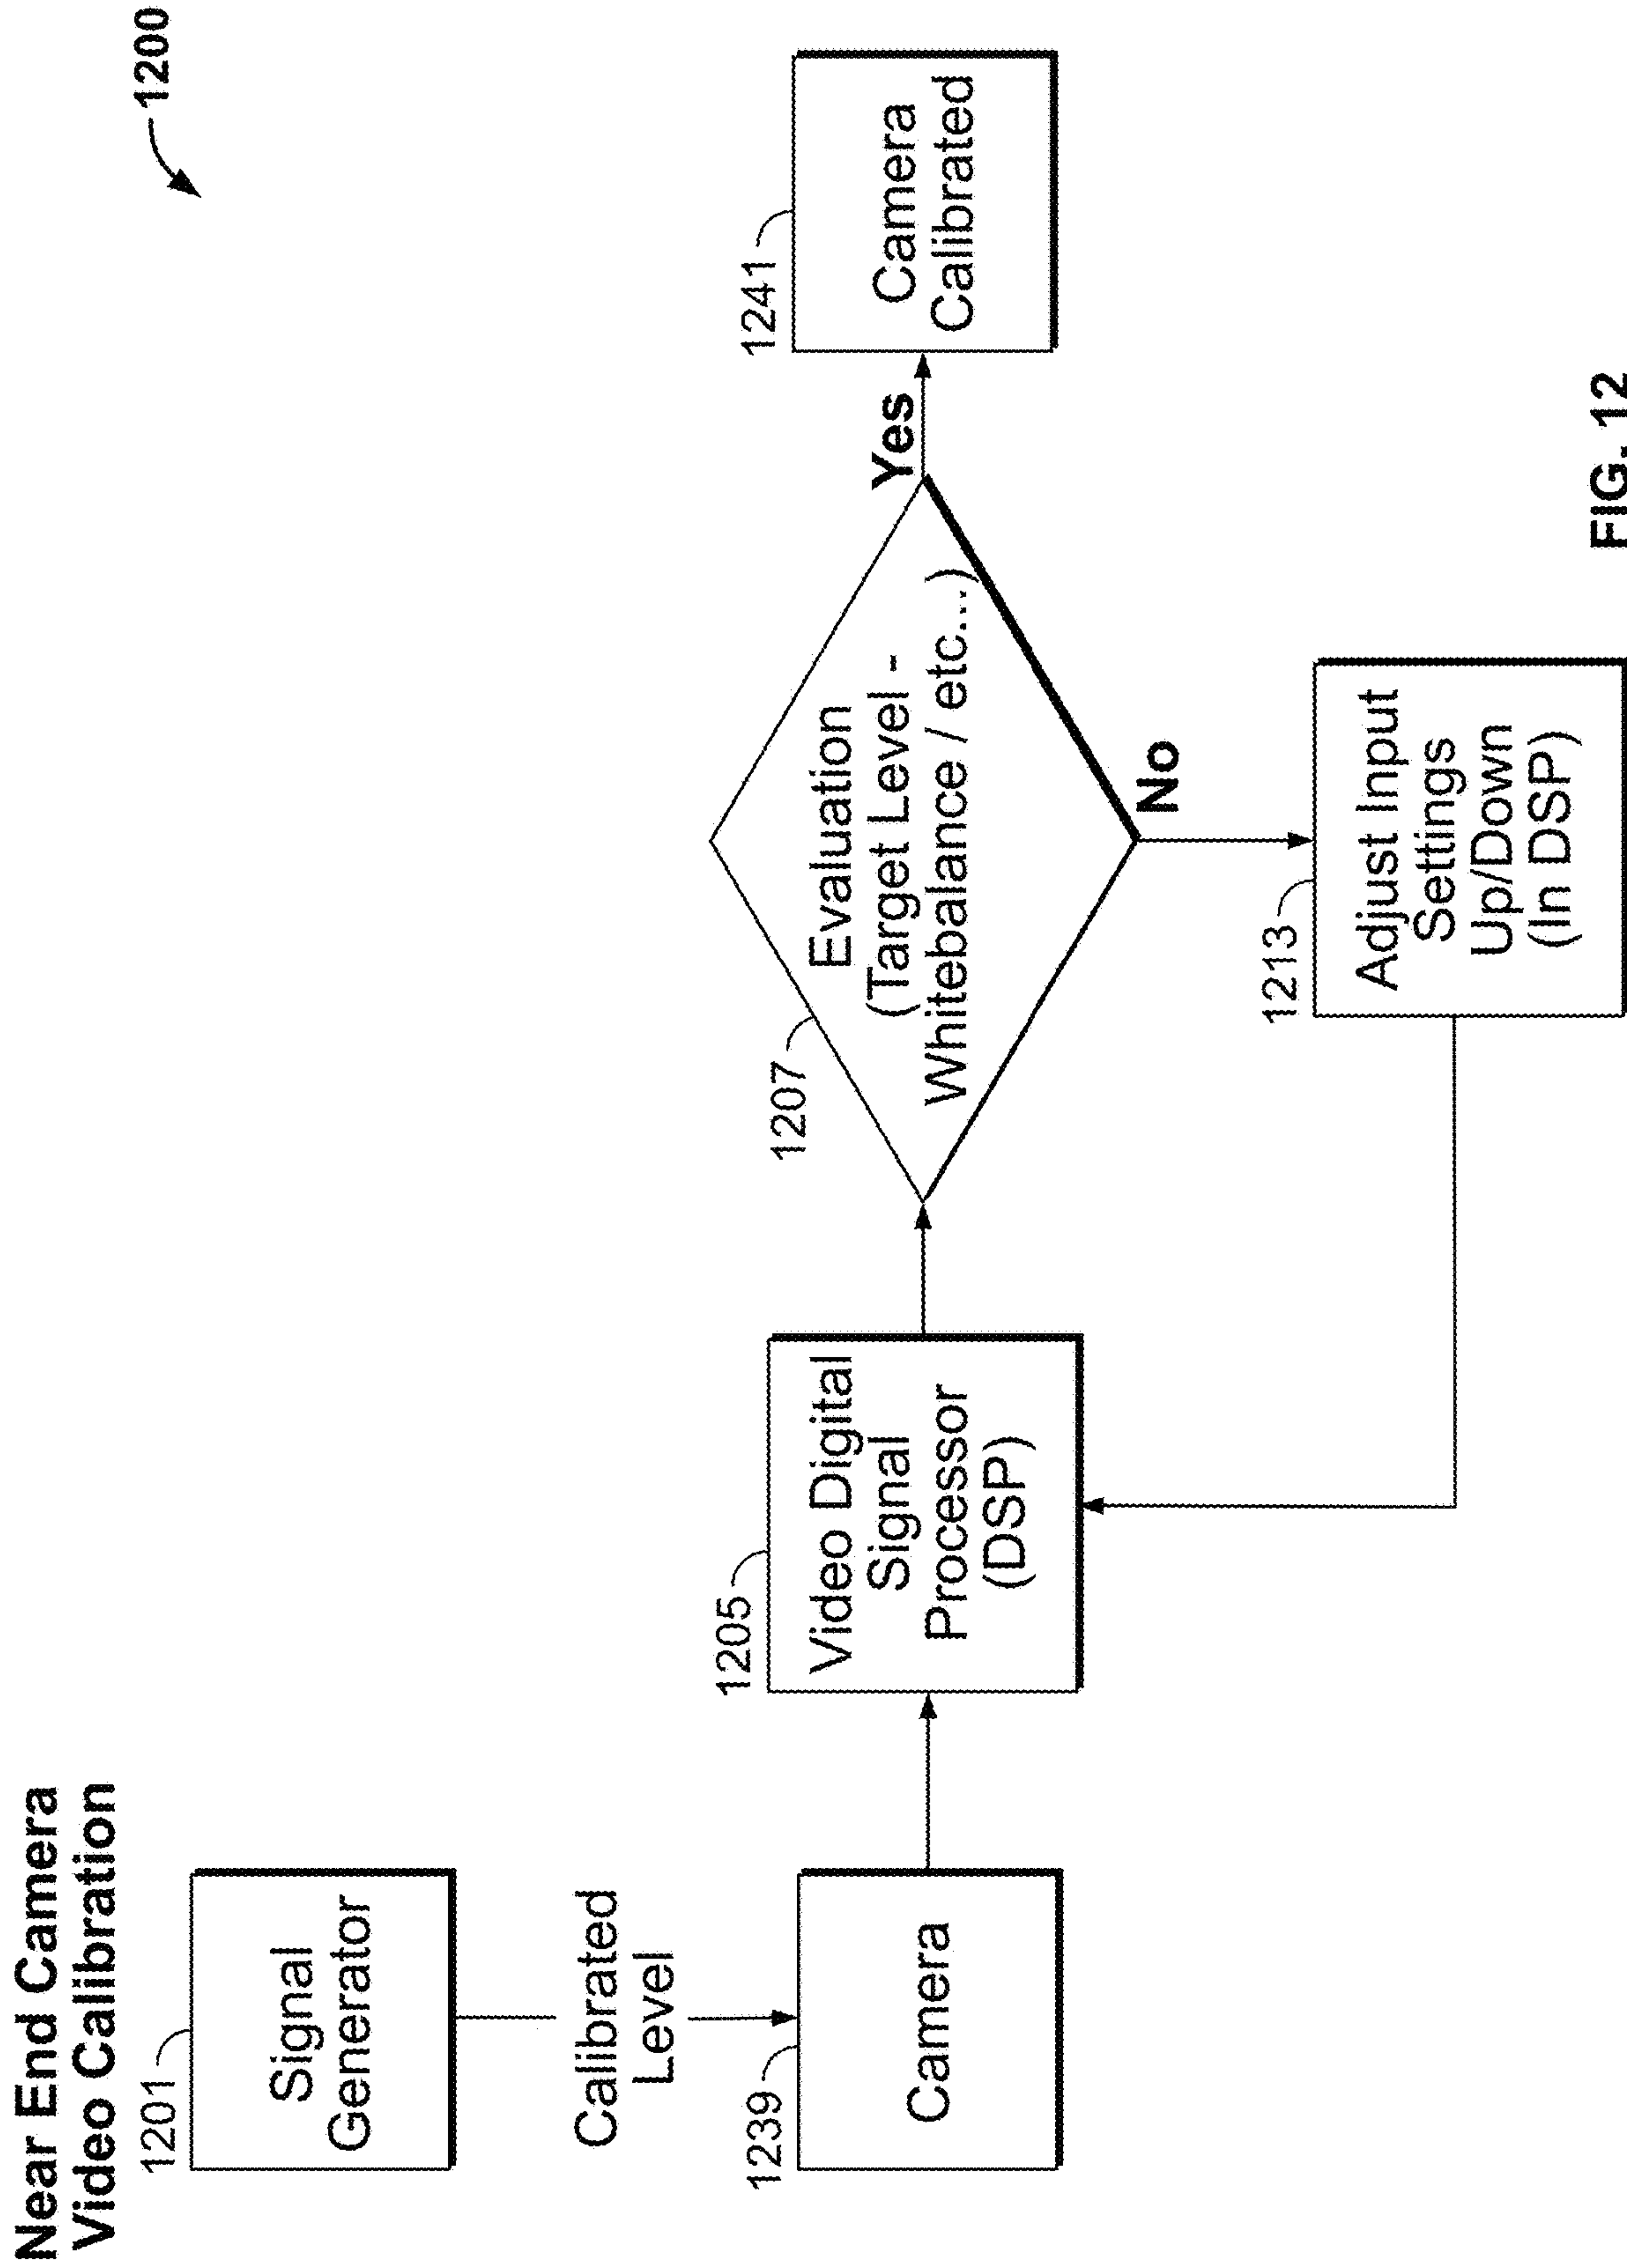 Near End Camera
Video Calibration
1200
1201
Signal
Generator
Calibrated
Level
1239
Camera
1205
Video Digital
Signal
Processor
(DSP)
1207
Evaluation
(Target Level -
Whitebalance / etc...)
Yes
1241
Camera
Calibrated
No
1213
Adjust Input
Settings
Up/Down
(In DSP)
FIG. 12